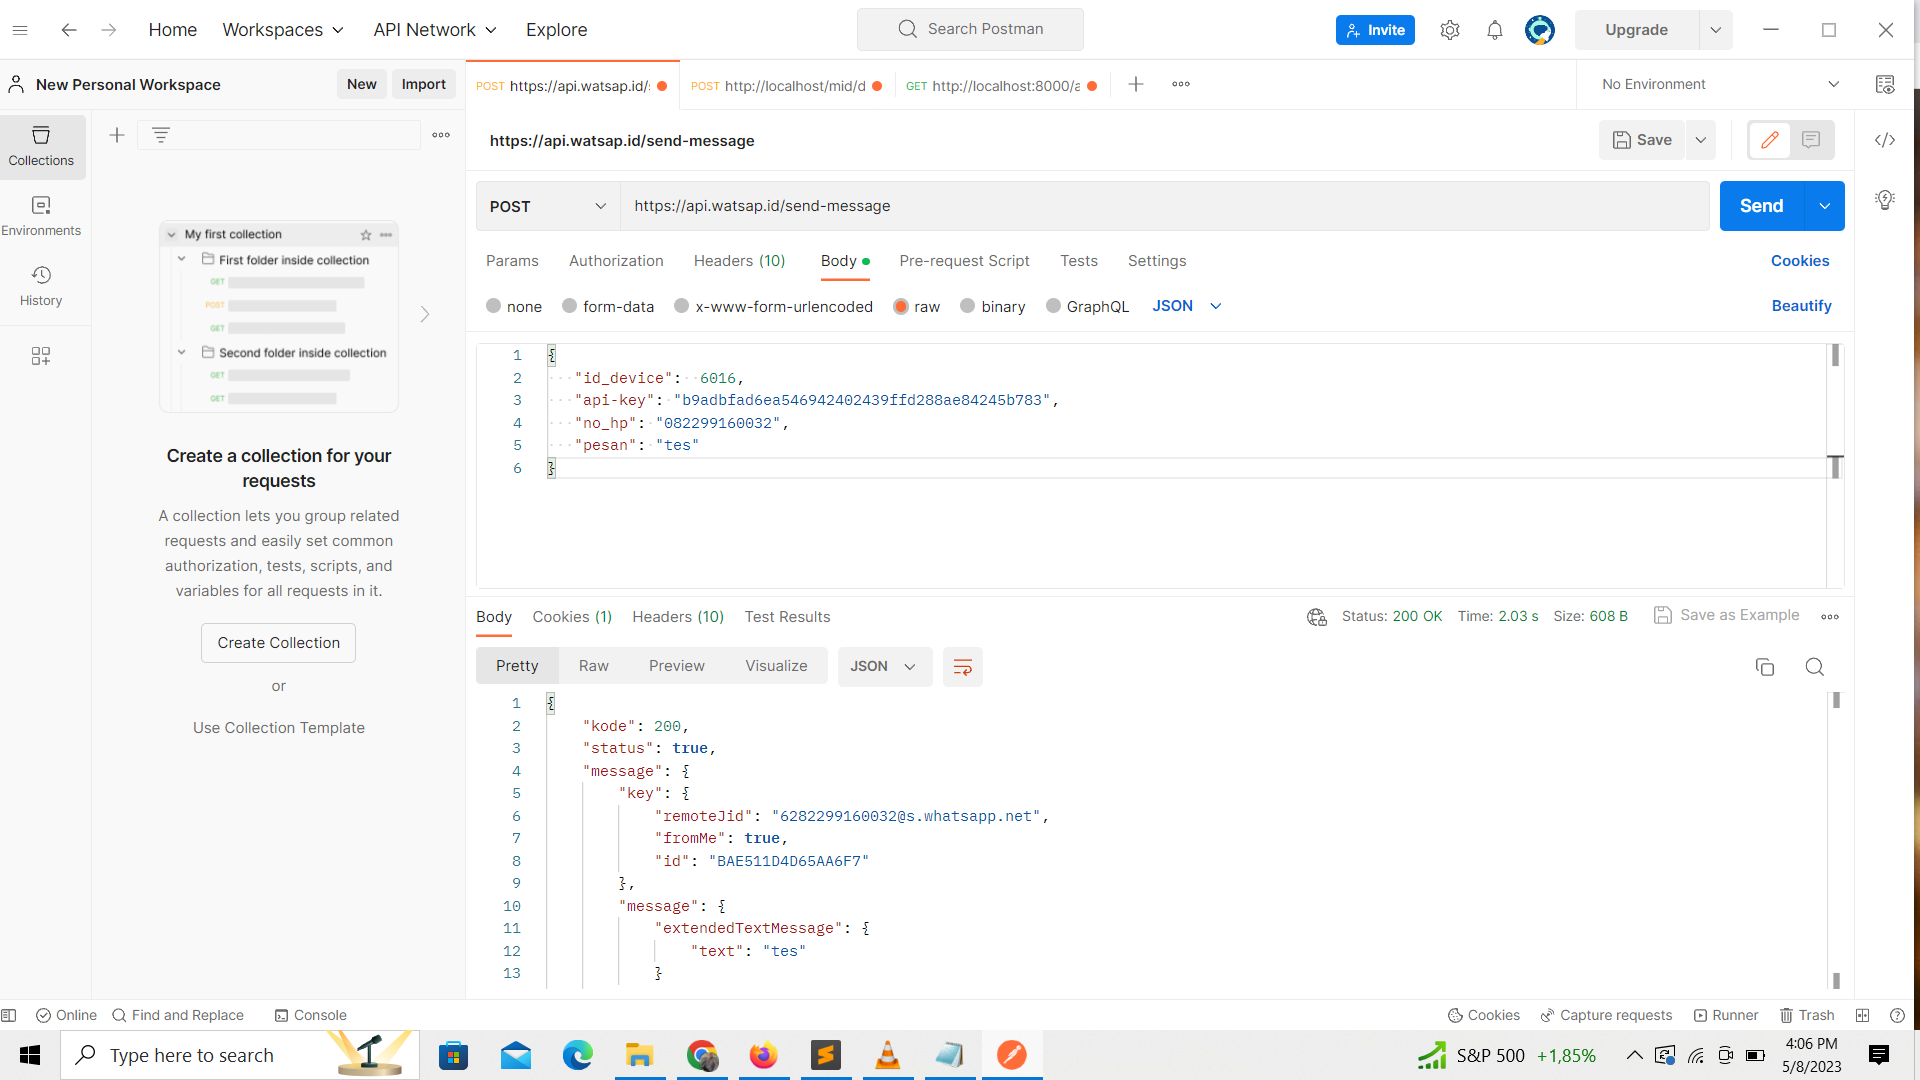 Home
Workspaces
API Network
Explore
Search Postman
Invite
Upgrade
New Personal Workspace
New
Import
POST https://api.watsap.id/s
POST http://localhost/mid/d
GET http://localhost:8000/a
No Environment
Collections
Environments
History
My first collection
First folder inside collection
GET
POST
GET
Second folder inside collection
GET
GET
Create a collection for your
requests
A collection lets you group related
requests and easily set common
authorization, tests, scripts, and
variables for all requests in it.
Create Collection
or
Use Collection Template
https://api.watsap.id/send-message
Save
POST
https://api.watsap.id/send-message
Send
Params
Authorization
Headers (10)
Body
Pre-request Script
Tests
Settings
Cookies
none
form-data
x-www-form-urlencoded
raw
binary
GraphQL
JSON
Beautify
1 {
2 "id_device": 6016,
3 "api-key": "b9adbfad6ea546942402439ffd288ae84245b783",
4 "no_hp": "082299160032",
5 "pesan": "tes"
6 }
Body
Cookies (1)
Headers (10)
Test Results
Status: 200 OK
Time: 2.03 s
Size: 608 B
Save as Example
Pretty
Raw
Preview
Visualize
JSON
1 {
2 "kode": 200,
3 "status": true,
4 "message": {
5 "key": {
6 "remoteJid": "6282299160032@s.whatsapp.net",
7 "fromMe": true,
8 "id": "BAE511D4D65AA6F7"
9 },
10 "message": {
11 "extendedTextMessage": {
12 "text": "tes"
13 }
Online
Find and Replace
Console
Cookies
Capture requests
Runner
Trash
Type here to search
S&P 500 +1,85%
4:06 PM
5/8/2023